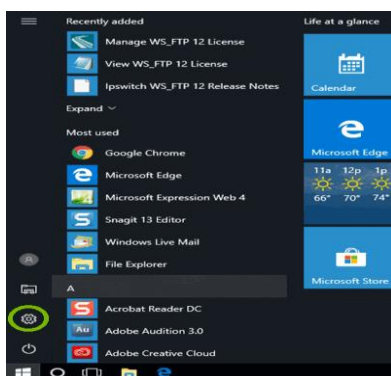 Recently added
Life at a glance
Manage WS_FTP 12 License
View WS_FTP 12 License
Ipswitch WS_FTP 12 Release Notes
Expand
Calendar
Most used
Google Chrome
Microsoft Edge
Microsoft Edge
Microsoft Expression Web 4
11a 12p 1p
66° 70° 74°
Snagit 13 Editor
Windows Live Mail
File Explorer
Microsoft Store
A
Acrobat Reader DC
Au
Adobe Audition 3.0
Adobe Creative Cloud